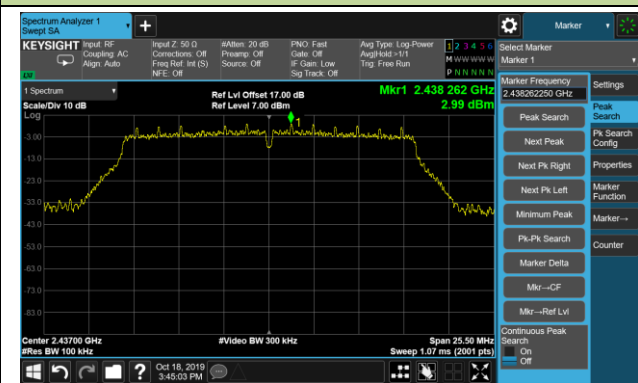 Spectrum Analyzer 1
Swept SA
+
Marker
KEYSIGHT
Input: RF
Coupling: AC
Align: Auto
Input Z: 50 Ω
Corrections: Off
Freq Ref: Int (S)
NFE: Off
#Atten: 20 dB
Preamp: Off
Source: Off
PNO: Fast
Gate: Off
IF Gain: Low
Sig Track: Off
Avg Type: Log-Power
Avg|Hold:>1/1
Trig: Free Run
1 2 3 4 5 6
M W W W W W
P N N N N N
LXI
Select Marker
Marker 1
1 Spectrum
Scale/Div 10 dB
Log
Ref Lvl Offset 17.00 dB
Ref Level 7.00 dBm
Mkr1 2.438 262 GHz
2.99 dBm
1
-3.00
-13.0
-23.0
-33.0
-43.0
-53.0
-63.0
-73.0
-83.0
Center 2.43700 GHz
#Res BW 100 kHz
#Video BW 300 kHz
Span 25.50 MHz
Sweep 1.07 ms (2001 pts)
Marker Frequency
2.438262250 GHz
Peak Search
Next Peak
Next Pk Right
Next Pk Left
Minimum Peak
Pk-Pk Search
Marker Delta
Mkr→CF
Mkr→Ref Lvl
Continuous Peak
Search
On
Off
Settings
Peak
Search
Pk Search
Config
Properties
Marker
Function
Marker→
Counter
?
Oct 18, 2019
3:45:03 PM